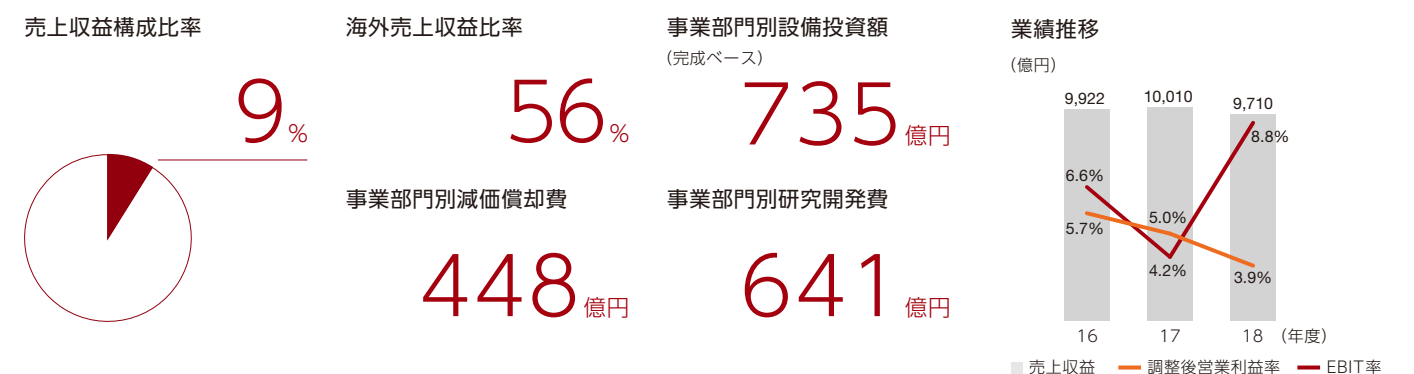 売上収益構成比率
9%
海外売上収益比率
56%
事業部門別設備投資額
(完成ベース)
735億円
事業部門別減価償却費
448億円
事業部門別研究開発費
641億円
業績推移
(億円)
9,922
10,010
9,710
8.8%
6.6%
5.7%
5.0%
4.2%
3.9%
16
17
18
(年度)
売上収益
調整後営業利益率
EBIT率